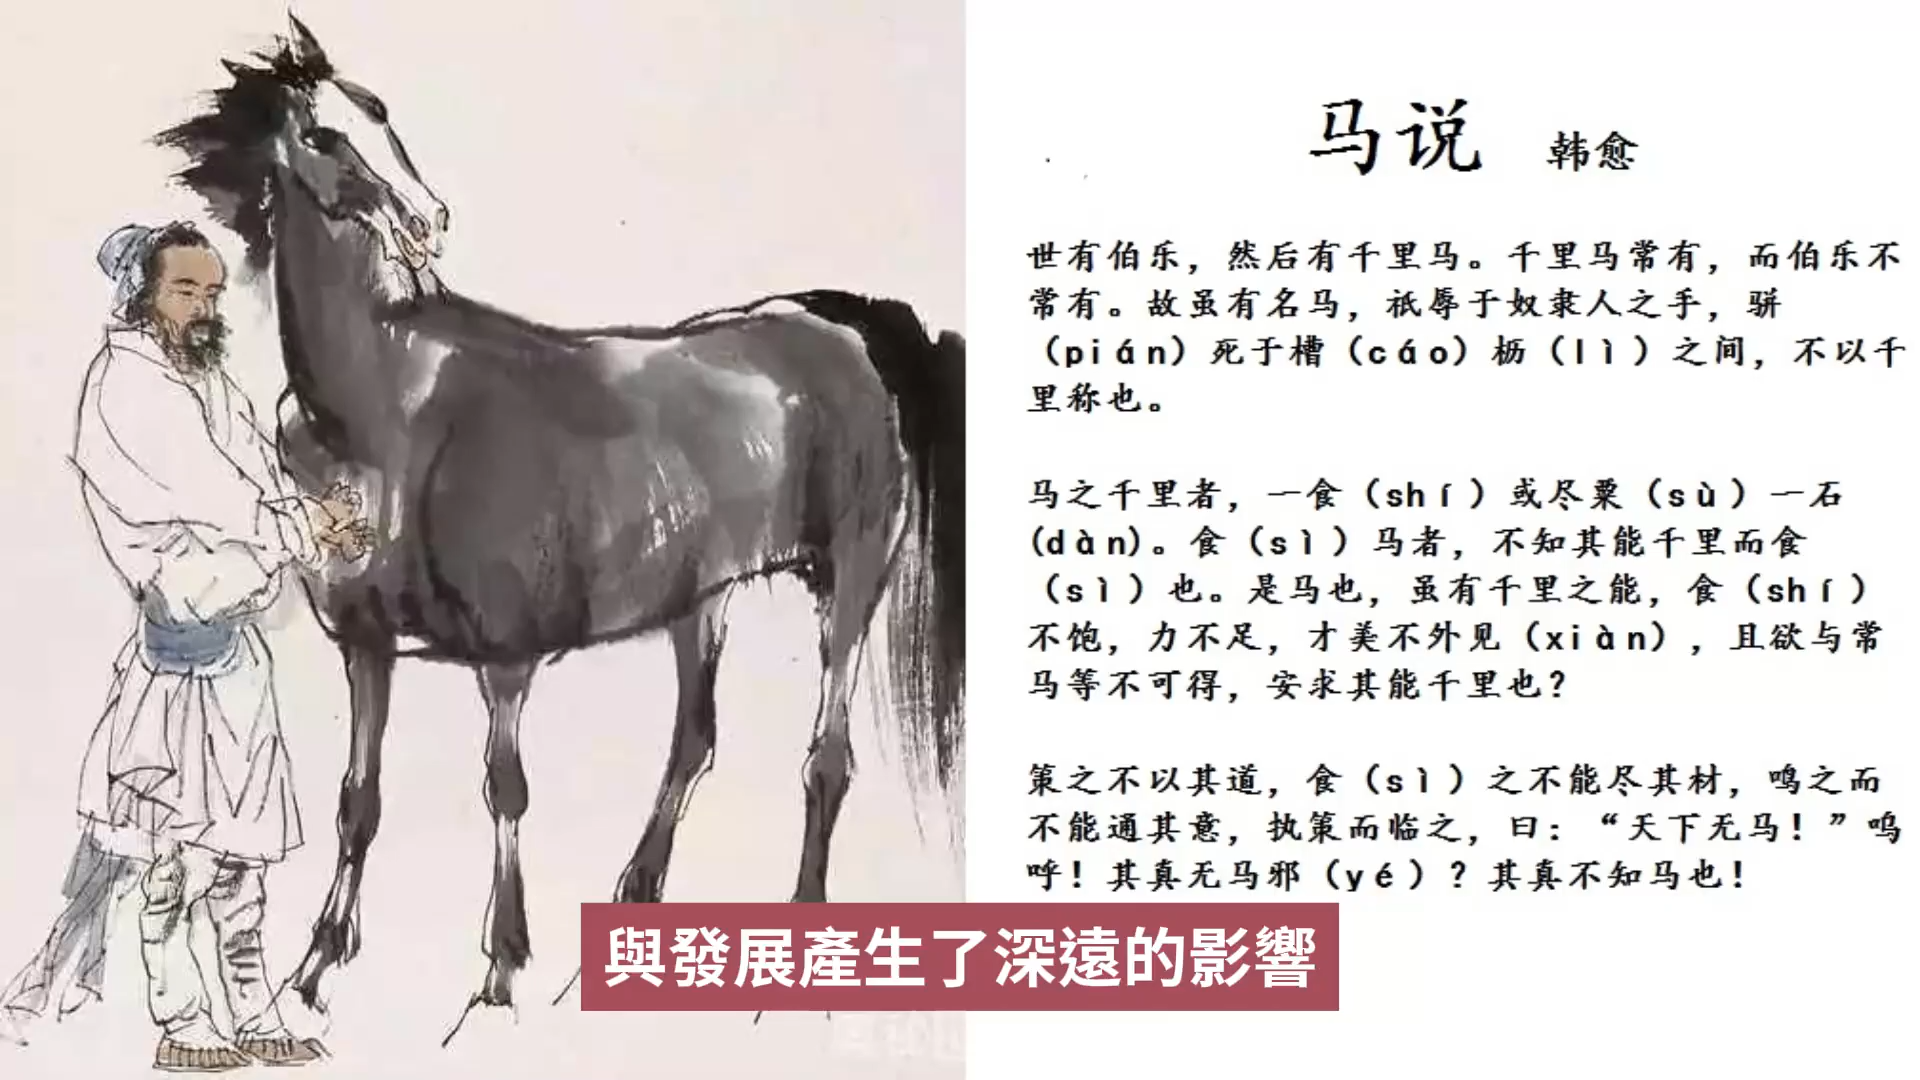 马说 韩愈
世有伯乐，然后有千里马。千里马常有，而伯乐不
常有。故虽有名马，祇辱于奴隶人之手，骈
（pián）死于槽（cáo）枥（lì）之间，不以千
里称也。
马之千里者，一食（shí）或尽粟（sù）一石
(dàn)。食（sì）马者，不知其能千里而食
（sì）也。是马也，虽有千里之能，食（shí）
不饱，力不足，才美不外见（xiàn），且欲与常
马等不可得，安求其能千里也？
策之不以其道，食（sì）之不能尽其材，鸣之而
不能通其意，执策而临之，曰：“天下无马！”呜
呼！其真无马邪（yé）？其真不知马也！
與發展產生了深遠的影響